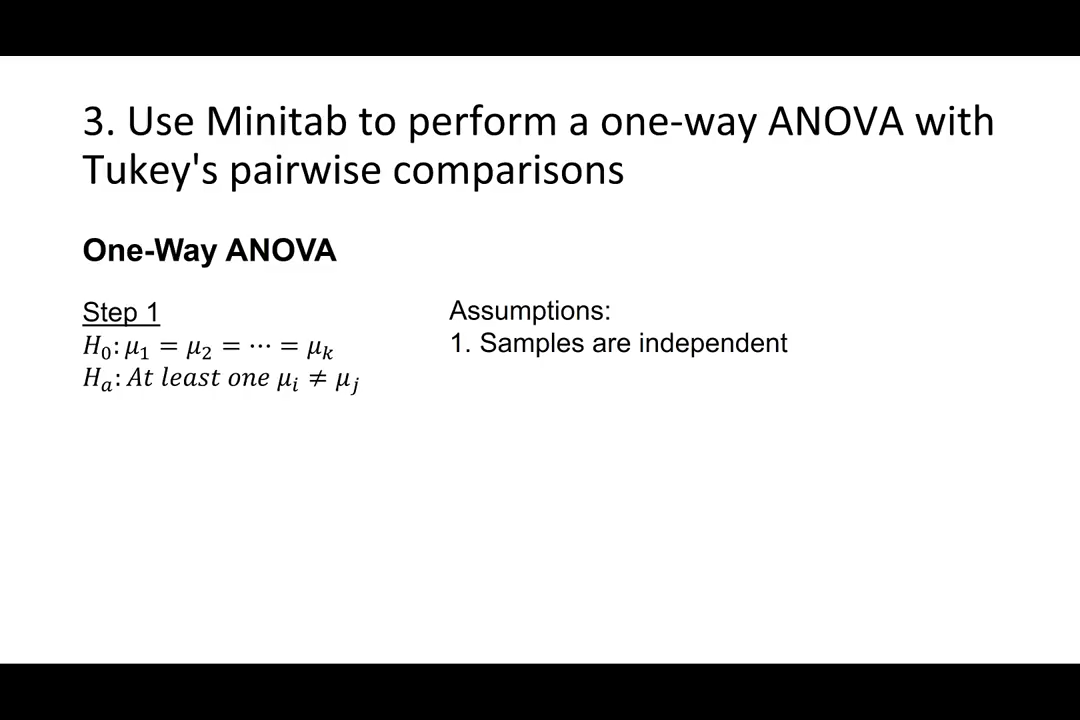 3. Use Minitab to perform a one-way ANOVA with
Tukey's pairwise comparisons
One-Way ANOVA
Step 1
H₀: μ₁ = μ₂ = ⋯ = μₖ
Hₐ: At least one μᵢ ≠ μⱼ
Assumptions:
1. Samples are independent